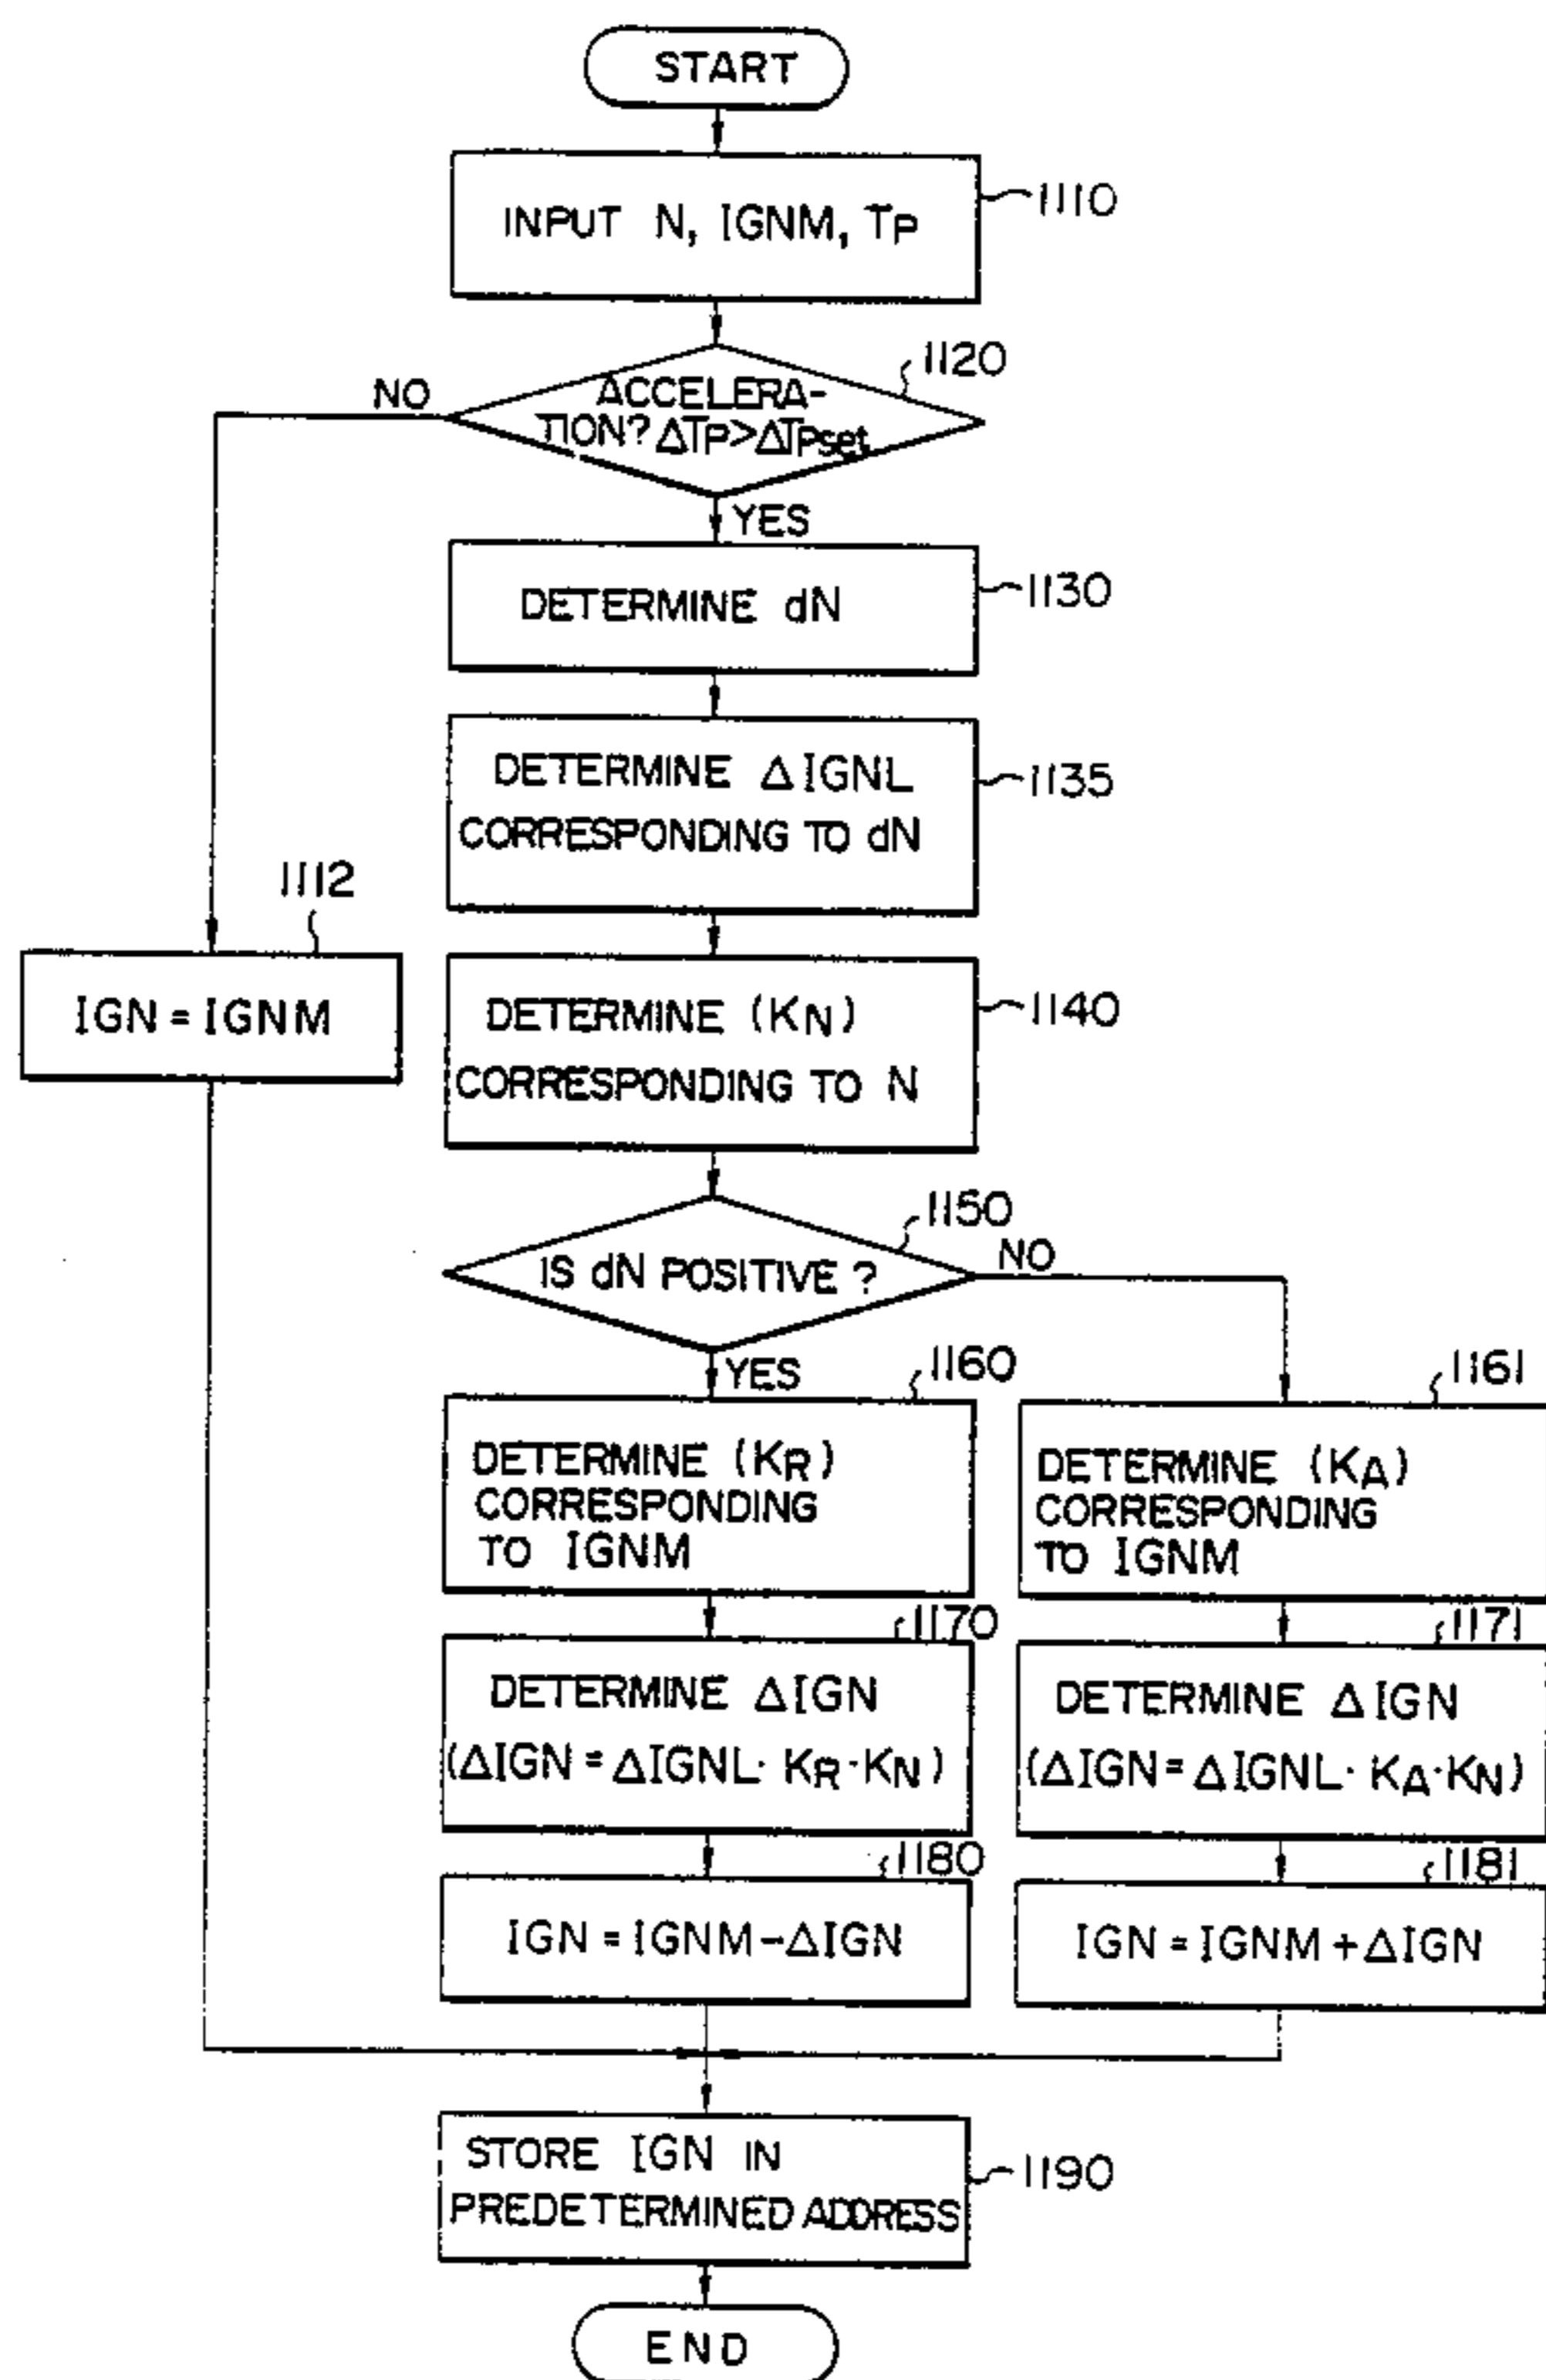 START
INPUT N, IGNM, TP
1110
1120
NO
ACCELERA-
TION? ΔTP>ΔTPset
YES
DETERMINE dN
1130
DETERMINE ΔIGNL
CORRESPONDING TO dN
1135
1112
IGN = IGNM
DETERMINE (KN)
CORRESPONDING TO N
1140
1150
IS dN POSITIVE ?
NO
YES
1160
DETERMINE (KR)
CORRESPONDING
TO IGNM
1161
DETERMINE (KA)
CORRESPONDING
TO IGNM
1170
DETERMINE ΔIGN
(ΔIGN = ΔIGNL · KR · KN)
1171
DETERMINE ΔIGN
(ΔIGN = ΔIGNL · KA · KN)
1180
IGN = IGNM – ΔIGN
1181
IGN = IGNM + ΔIGN
STORE IGN IN
PREDETERMINED ADDRESS
1190
END